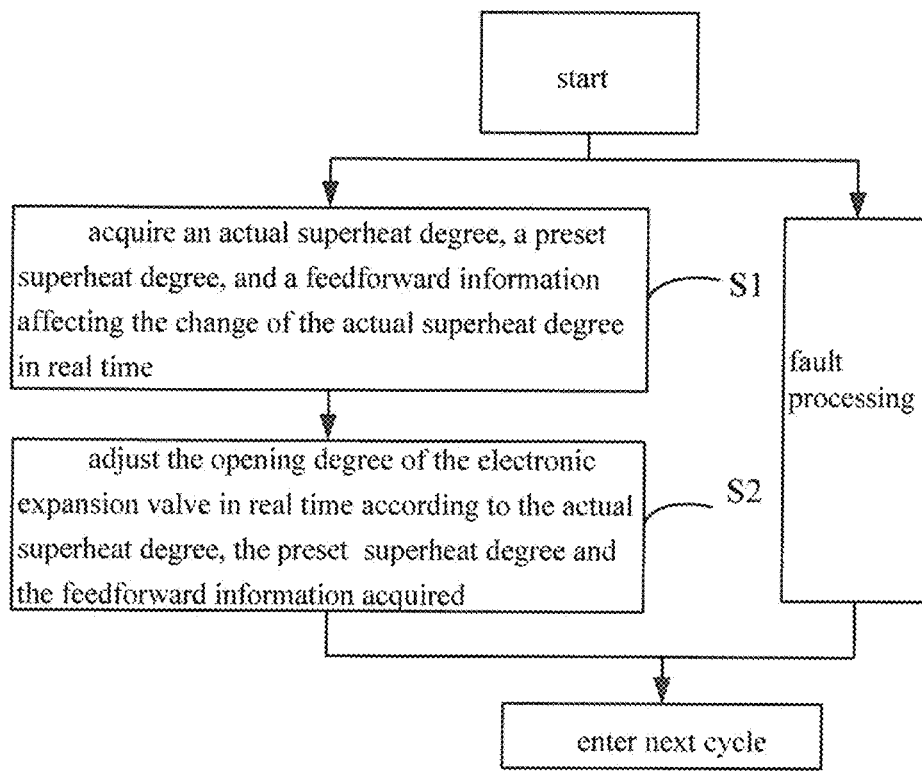 start
acquire an actual superheat degree, a preset
superheat degree, and a feedforward information
affecting the change of the actual superheat degree
in real time
S1
adjust the opening degree of the electronic
expansion valve in real time according to the actual
superheat degree, the preset superheat degree and
the feedforward information acquired
S2
fault
processing
enter next cycle